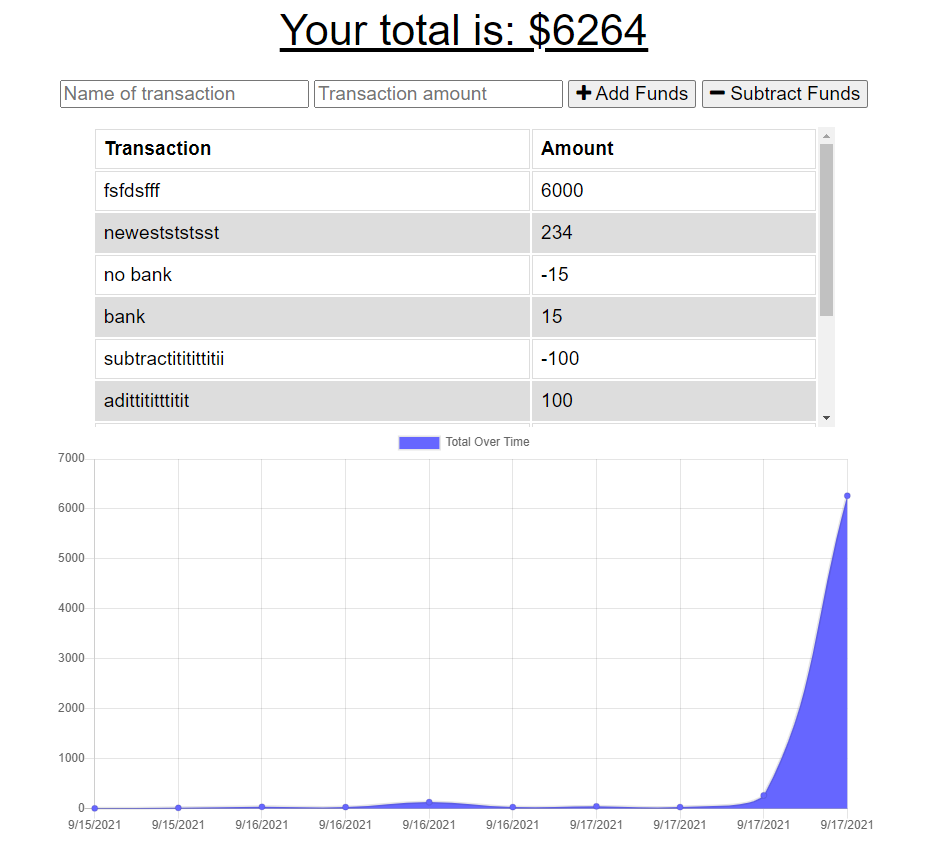 Your total is: $6264
Name of transaction Transaction amount Add Funds Subtract Funds
Transaction Amount
fsfdsfff 6000
newestststsst 234
no bank -15
bank 15
subtractitititttitii -100
adittititttitit 100
Total Over Time
7000
6000
5000
4000
3000
2000
1000
0
9/15/2021 9/15/2021 9/16/2021 9/16/2021 9/16/2021 9/16/2021 9/17/2021 9/17/2021 9/17/2021 9/17/2021